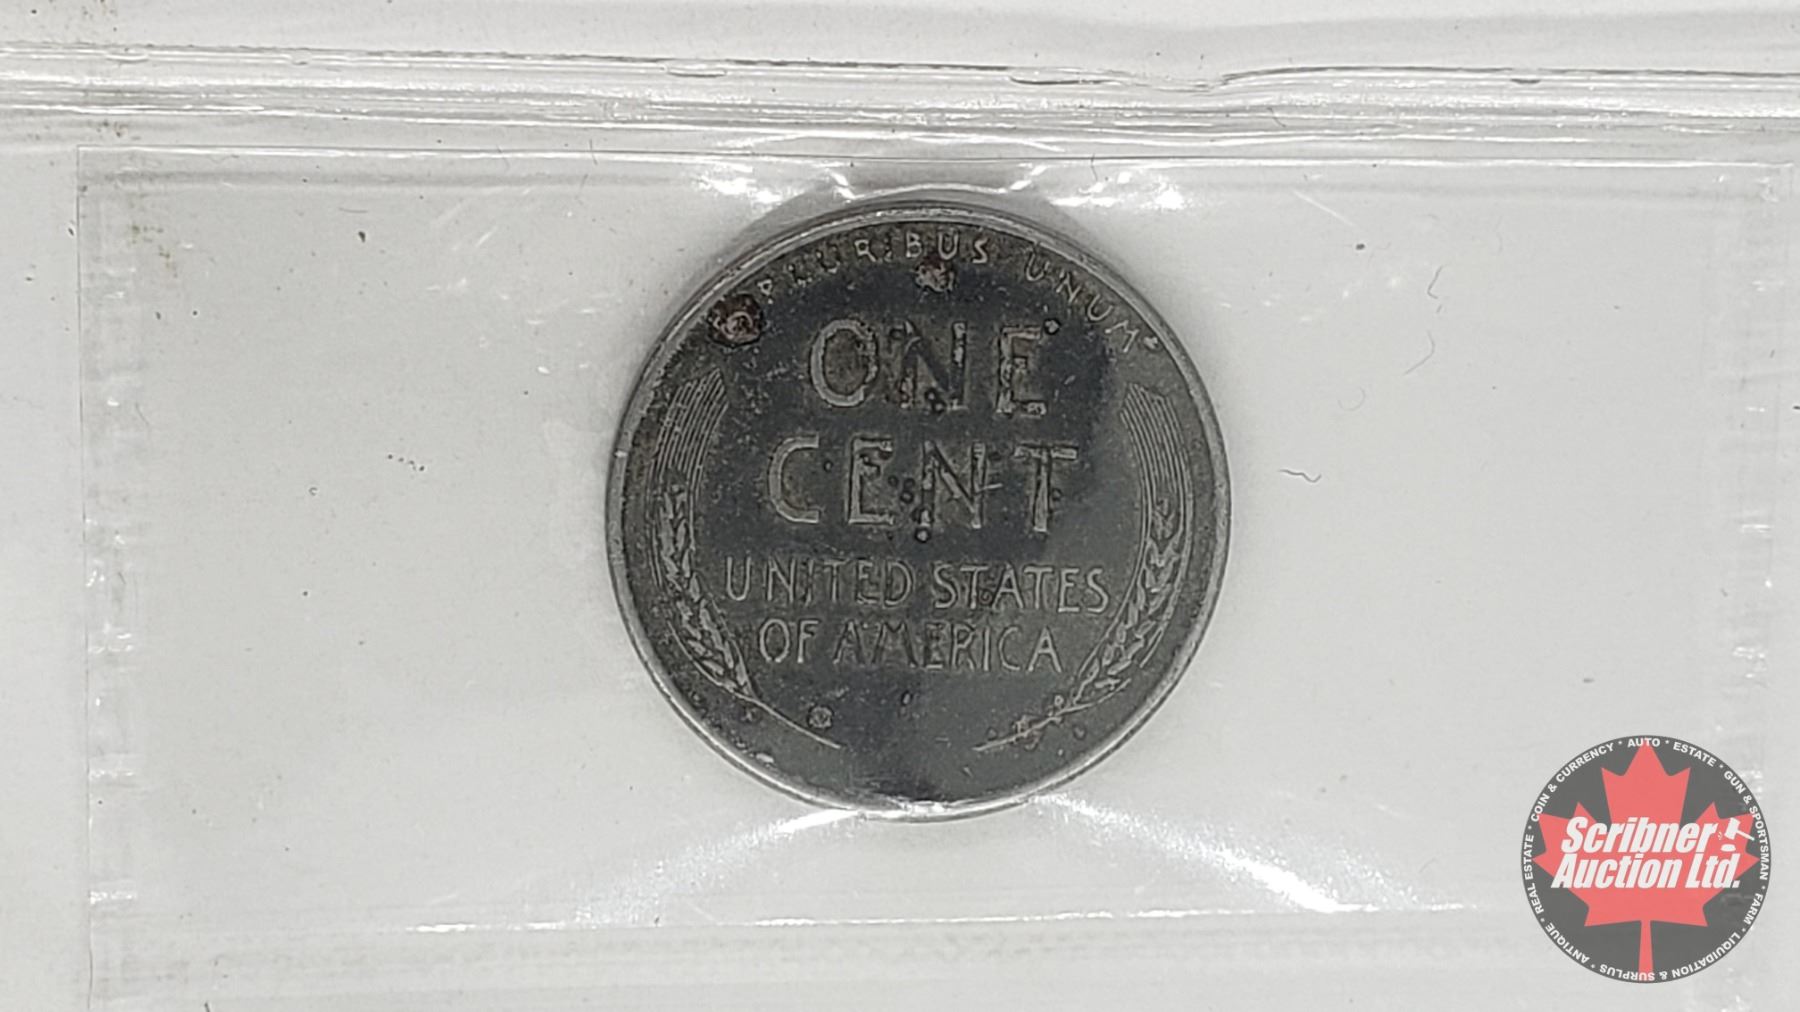 PLURIBUS UNUM
ONE
CENT
UNITED STATES
OF AMERICA
COIN & CURRENCY * AUTO * ESTATE * GUN & SPORTSMAN * FARM * LIQUIDATION & SURPLUS * ANTIQUE * REAL ESTATE *
Scribner
Auction Ltd.